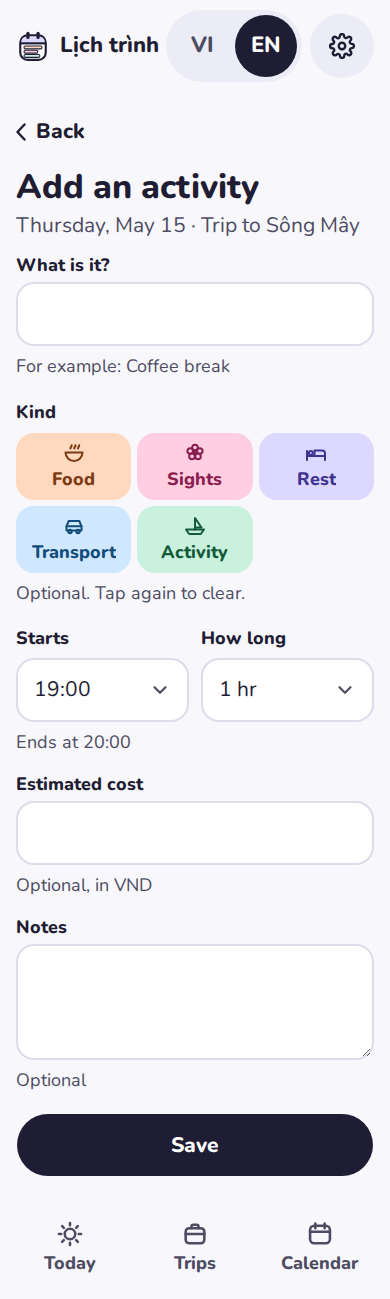 Lịch trình VI EN
Back
Add an activity
Thursday, May 15 · Trip to Sông Mây
What is it?
For example: Coffee break
Kind
Food Sights Rest
Transport Activity
Optional. Tap again to clear.
Starts How long
19:00 1 hr
Ends at 20:00
Estimated cost
Optional, in VND
Notes
Optional
Save
Today Trips Calendar